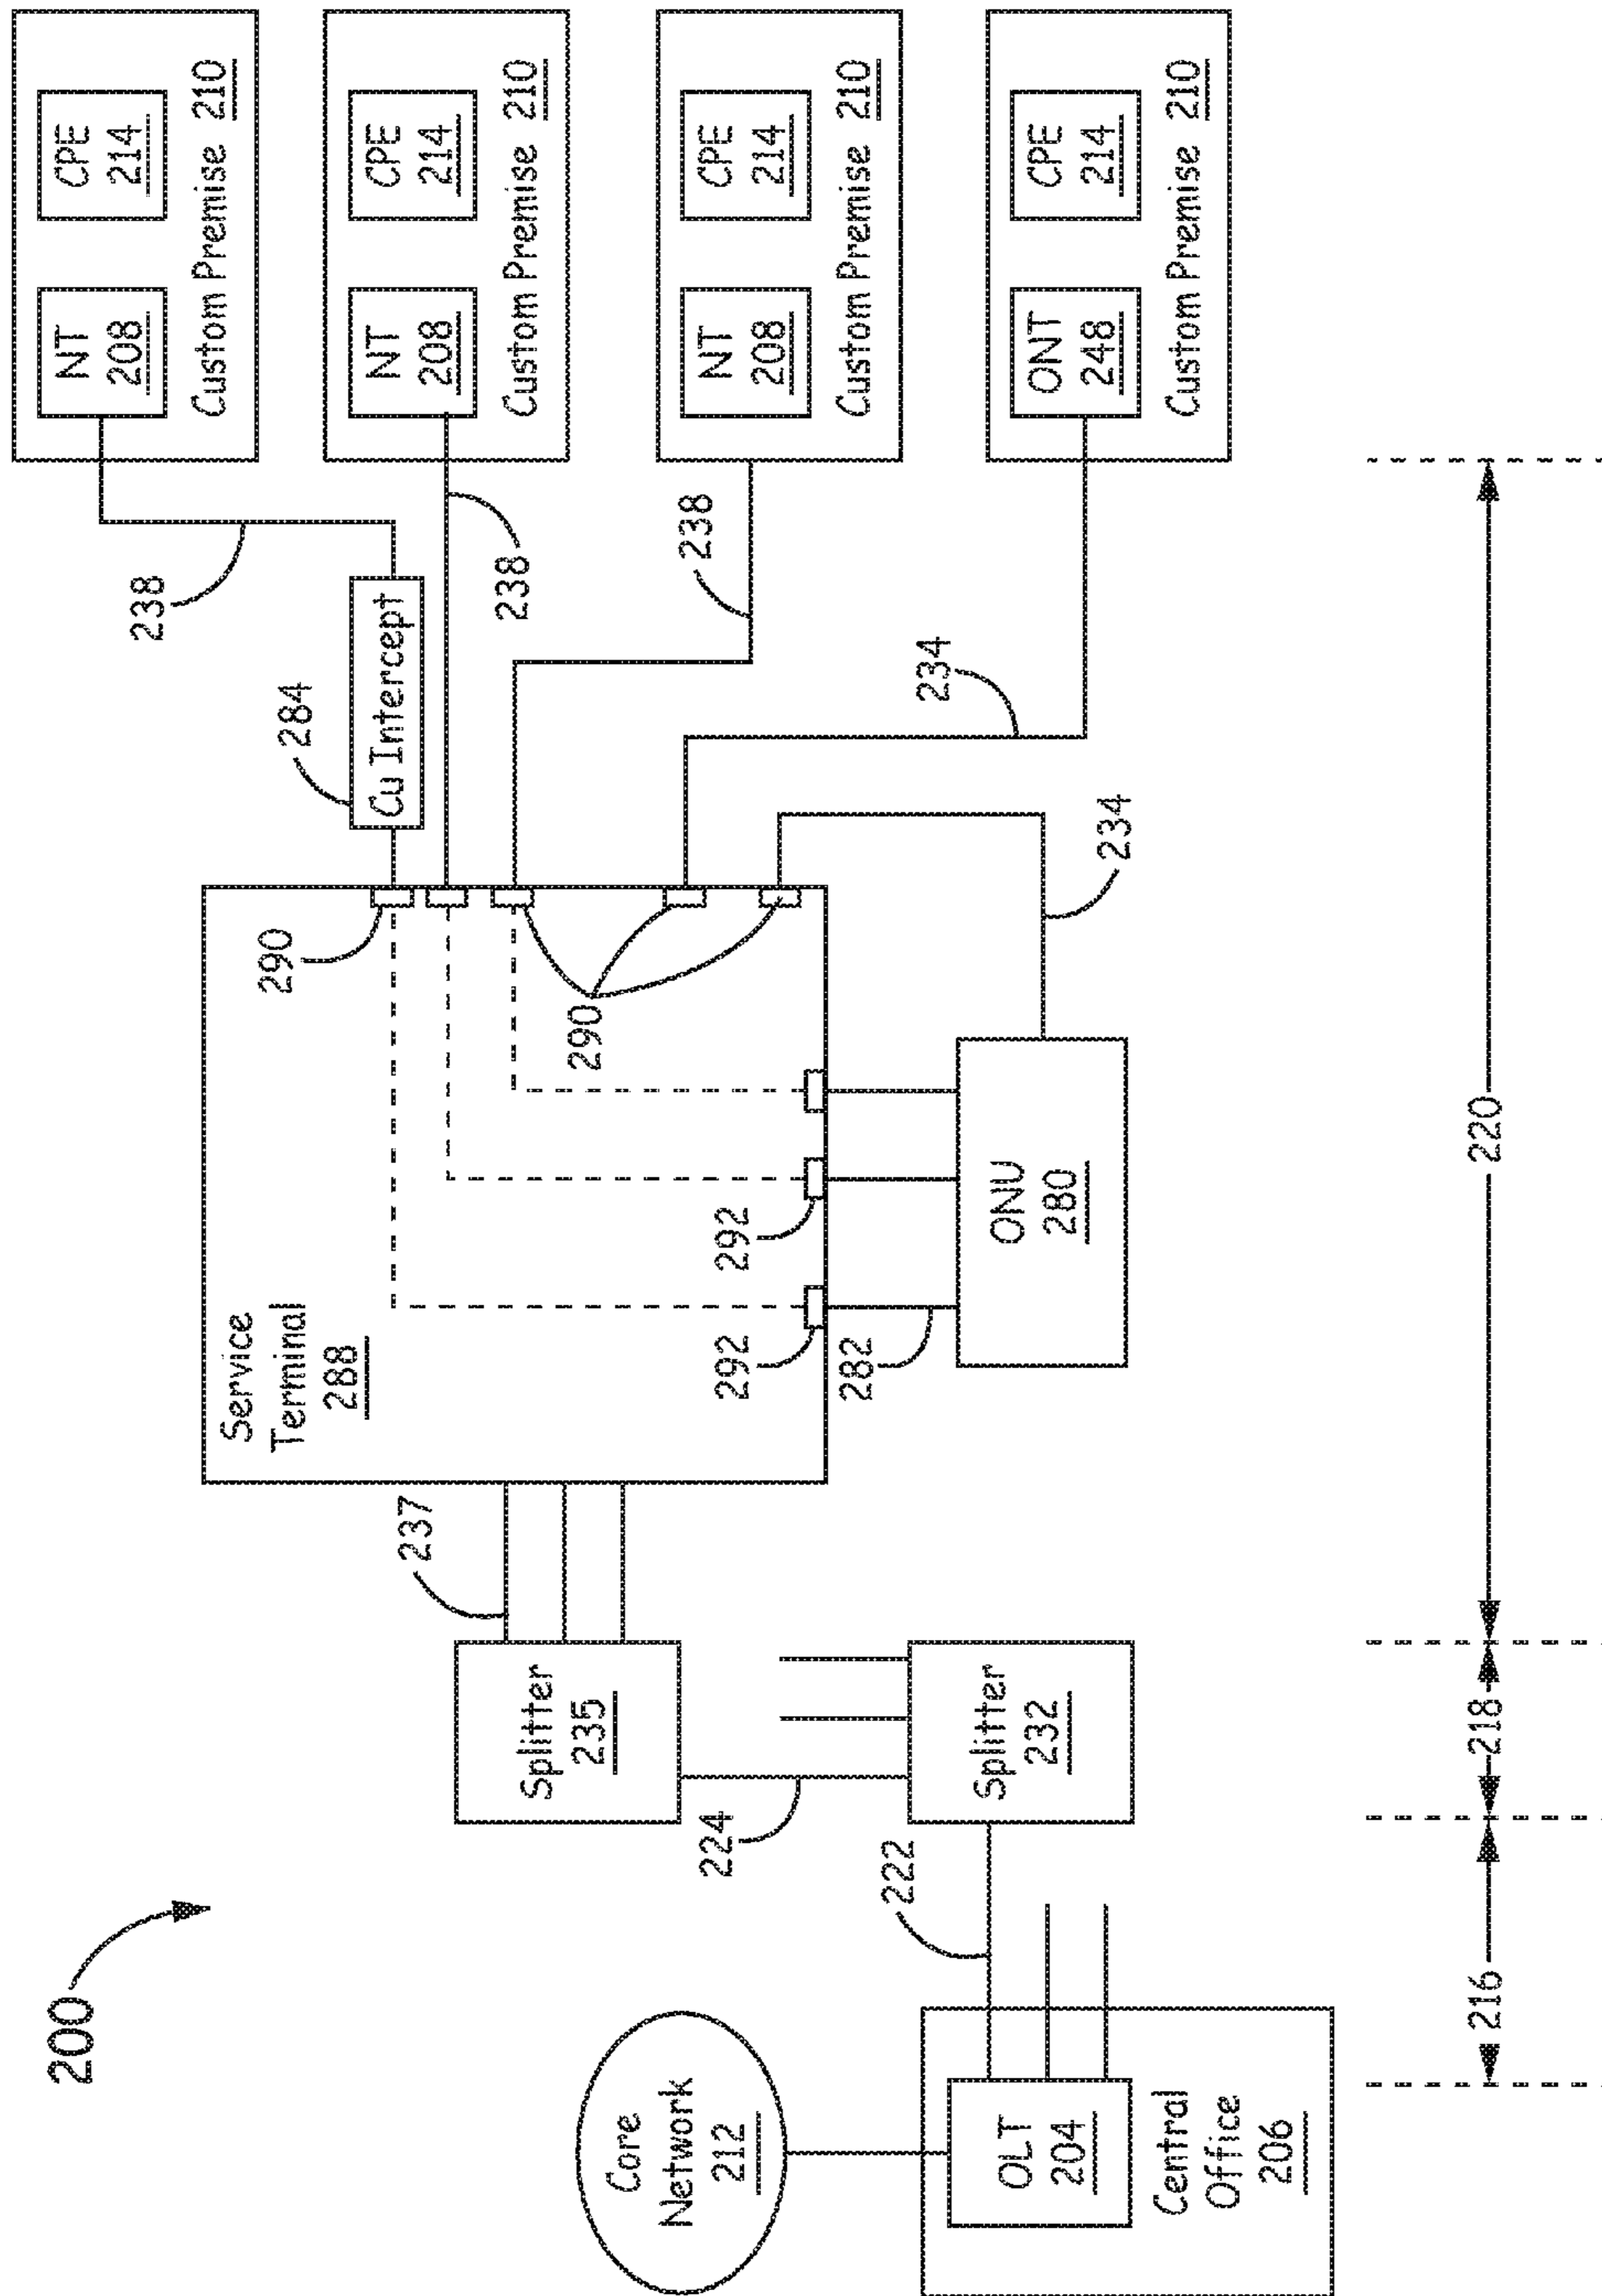 200
Core
Network
212
OLT
204
Central
Office
206
222
224
Splitter
232
Splitter
235
237
Service
Terminal
288
292
292
282
ONU
280
290
290
234
234
284
Cu Intercept
238
238
238
NT
208
CPE
214
Custom Premise 210
NT
208
CPE
214
Custom Premise 210
NT
208
CPE
214
Custom Premise 210
ONT
248
CPE
214
Custom Premise 210
216
218
220